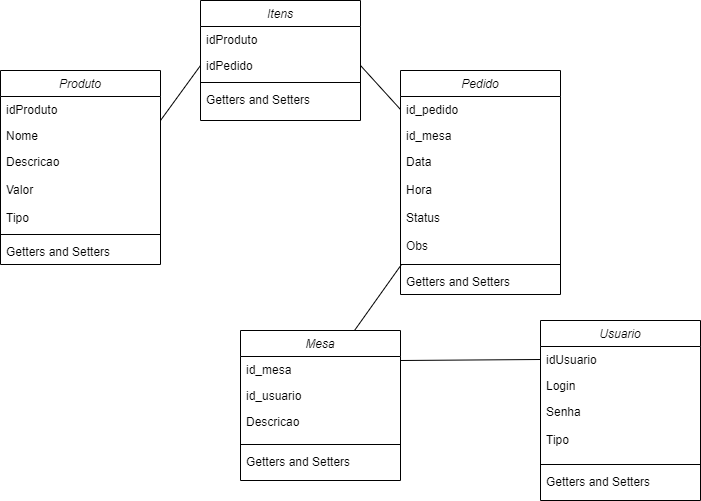 Itens
idProduto
idPedido
Getters and Setters
Produto
idProduto
Nome
Descricao
Valor
Tipo
Getters and Setters
Pedido
id_pedido
id_mesa
Data
Hora
Status
Obs
Getters and Setters
Mesa
id_mesa
id_usuario
Descricao
Getters and Setters
Usuario
idUsuario
Login
Senha
Tipo
Getters and Setters